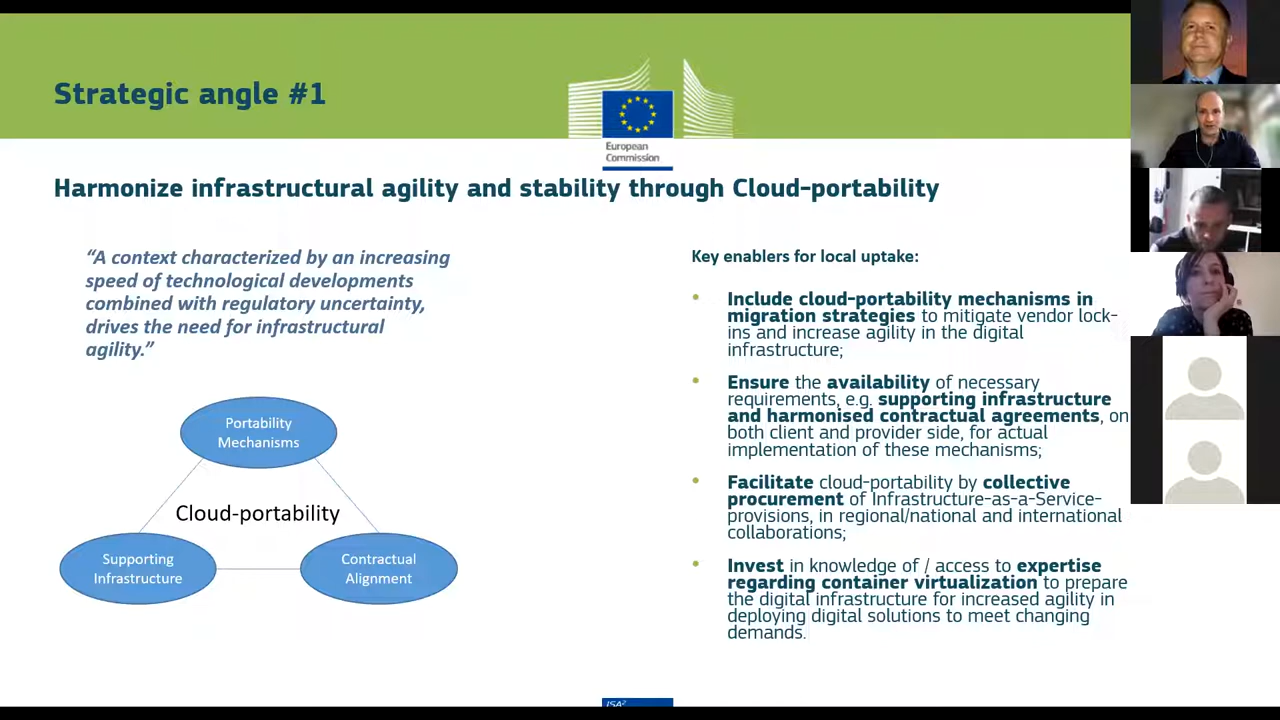 Strategic angle #1
European
Commission
Harmonize infrastructural agility and stability through Cloud-portability
“A context characterized by an increasing
speed of technological developments
combined with regulatory uncertainty,
drives the need for infrastructural
agility.”
Portability
Mechanisms
Cloud-portability
Supporting
Infrastructure
Contractual
Alignment
Key enablers for local uptake:
• Include cloud-portability mechanisms in
migration strategies to mitigate vendor lock-
ins and increase agility in the digital
infrastructure;
• Ensure the availability of necessary
requirements, e.g. supporting infrastructure
and harmonised contractual agreements, on
both client and provider side, for actual
implementation of these mechanisms;
• Facilitate cloud-portability by collective
procurement of Infrastructure-as-a-Service-
provisions, in regional/national and international
collaborations;
• Invest in knowledge of / access to expertise
regarding container virtualization to prepare
the digital infrastructure for increased agility in
deploying digital solutions to meet changing
demands.
ISA²